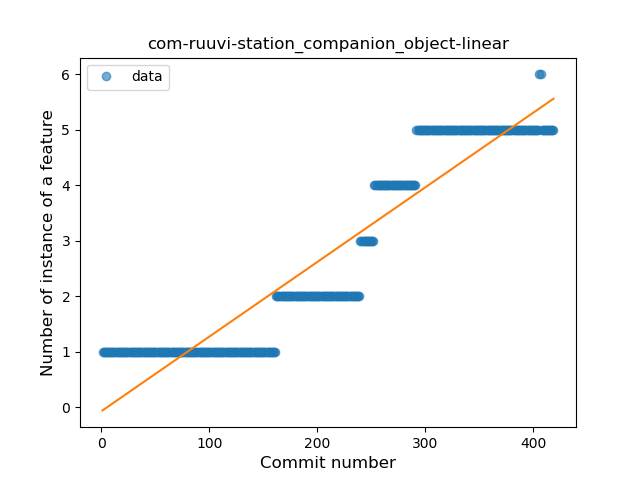 com-ruuvi-station_companion_object-linear
data
Number of instance of a feature
6
5
4
3
2
1
0
0 100 200 300 400
Commit number